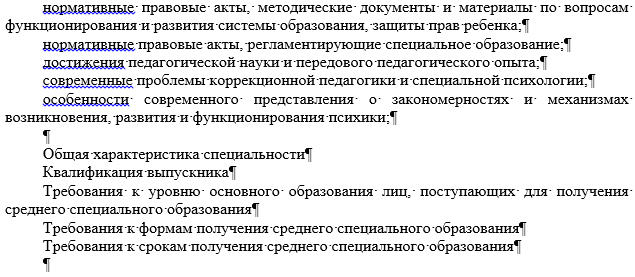 нормативные правовые акты, методические документы и материалы по вопросам
функционирования и развития системы образования, защиты прав ребенка;¶
нормативные правовые акты, регламентирующие специальное образование;¶
достижения педагогической науки и передового педагогического опыта;¶
современные проблемы коррекционной педагогики и специальной психологии;¶
особенности современного представления о закономерностях и механизмах
возникновения, развития и функционирования психики;¶
¶
Общая характеристика специальности¶
Квалификация выпускника¶
Требования к уровню основного образования лиц, поступающих для получения
среднего специального образования¶
Требования к формам получения среднего специального образования¶
Требования к срокам получения среднего специального образования¶
¶